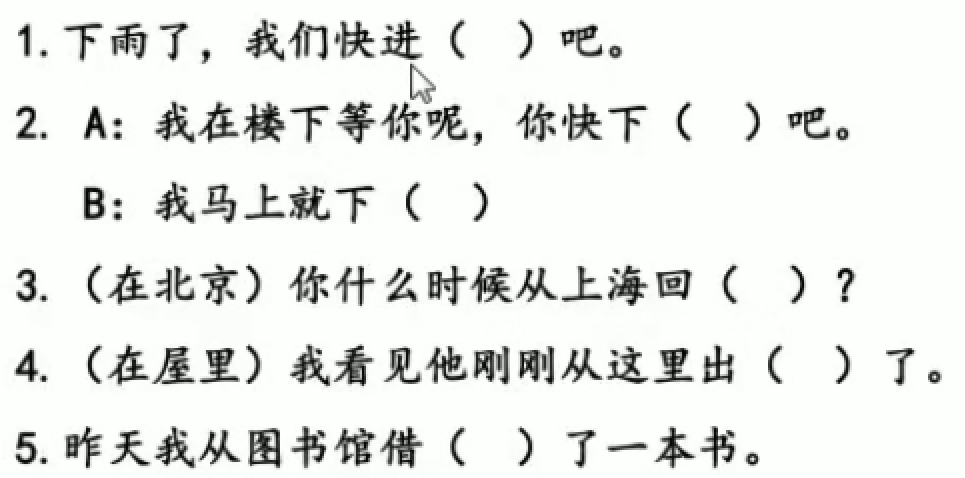 1. 下雨了，我们快进（ ）吧。
2. A：我在楼下等你呢，你快下（ ）吧。
B：我马上就下（ ）
3. （在北京）你什么时候从上海回（ ）？
4. （在屋里）我看见他刚刚从这里出（ ）了。
5. 昨天我从图书馆借（ ）了一本书。